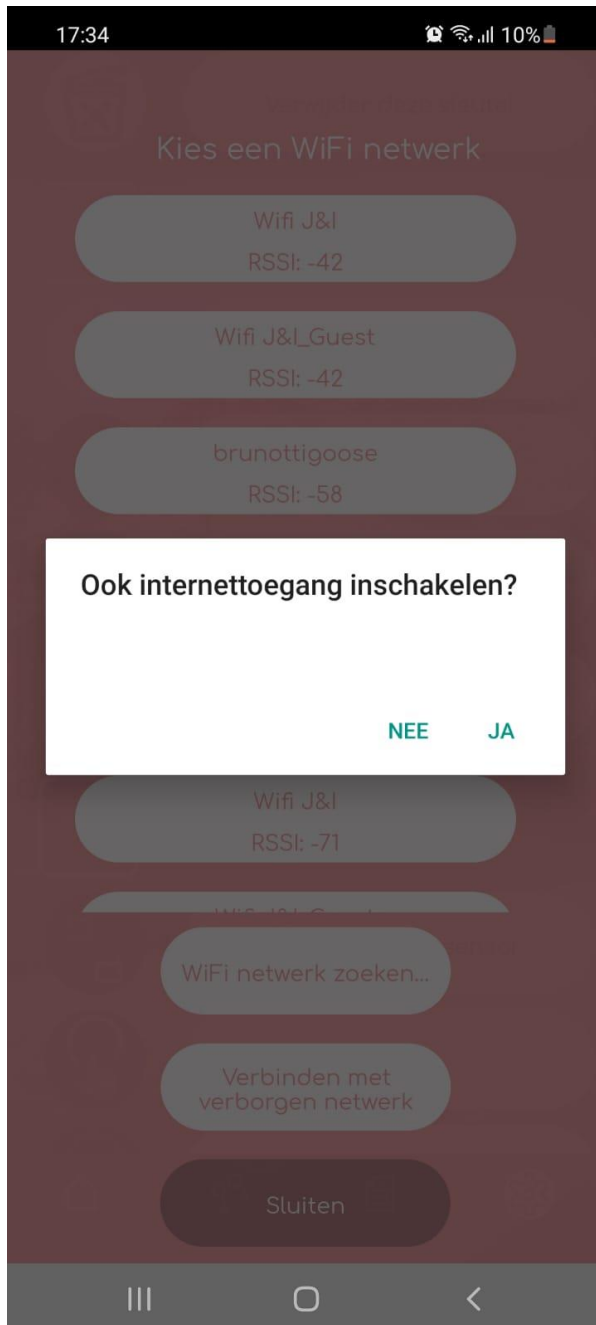 17:34
10%
Kies een WiFi netwerk
Wifi J&I
RSSI: -42
Wifi J&I_Guest
RSSI: -42
brunottigoose
RSSI: -58
Ook internettoegang inschakelen?
NEE
JA
Wifi J&I
RSSI: -71
WiFi netwerk zoeken...
Verbinden met
verborgen netwerk
Sluiten